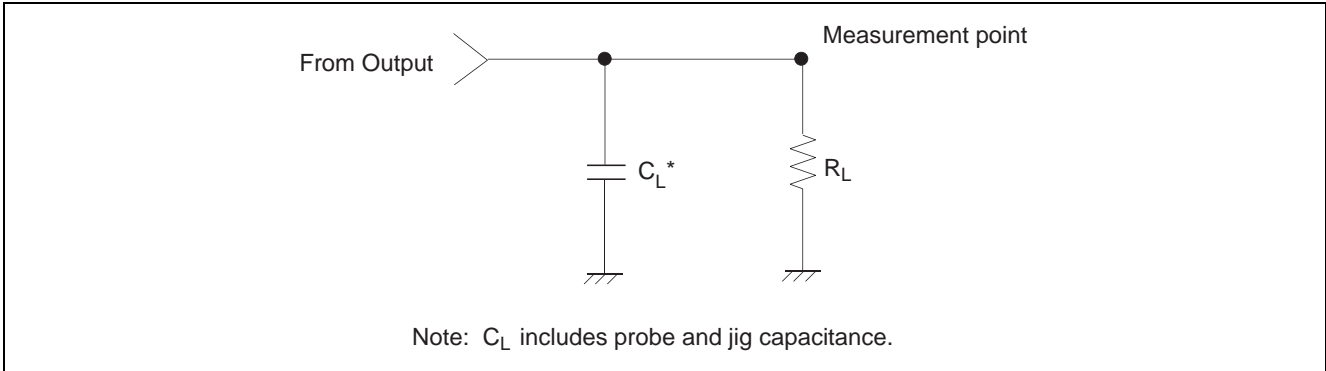 Measurement point
From Output
C_L*
R_L
Note: C_L includes probe and jig capacitance.